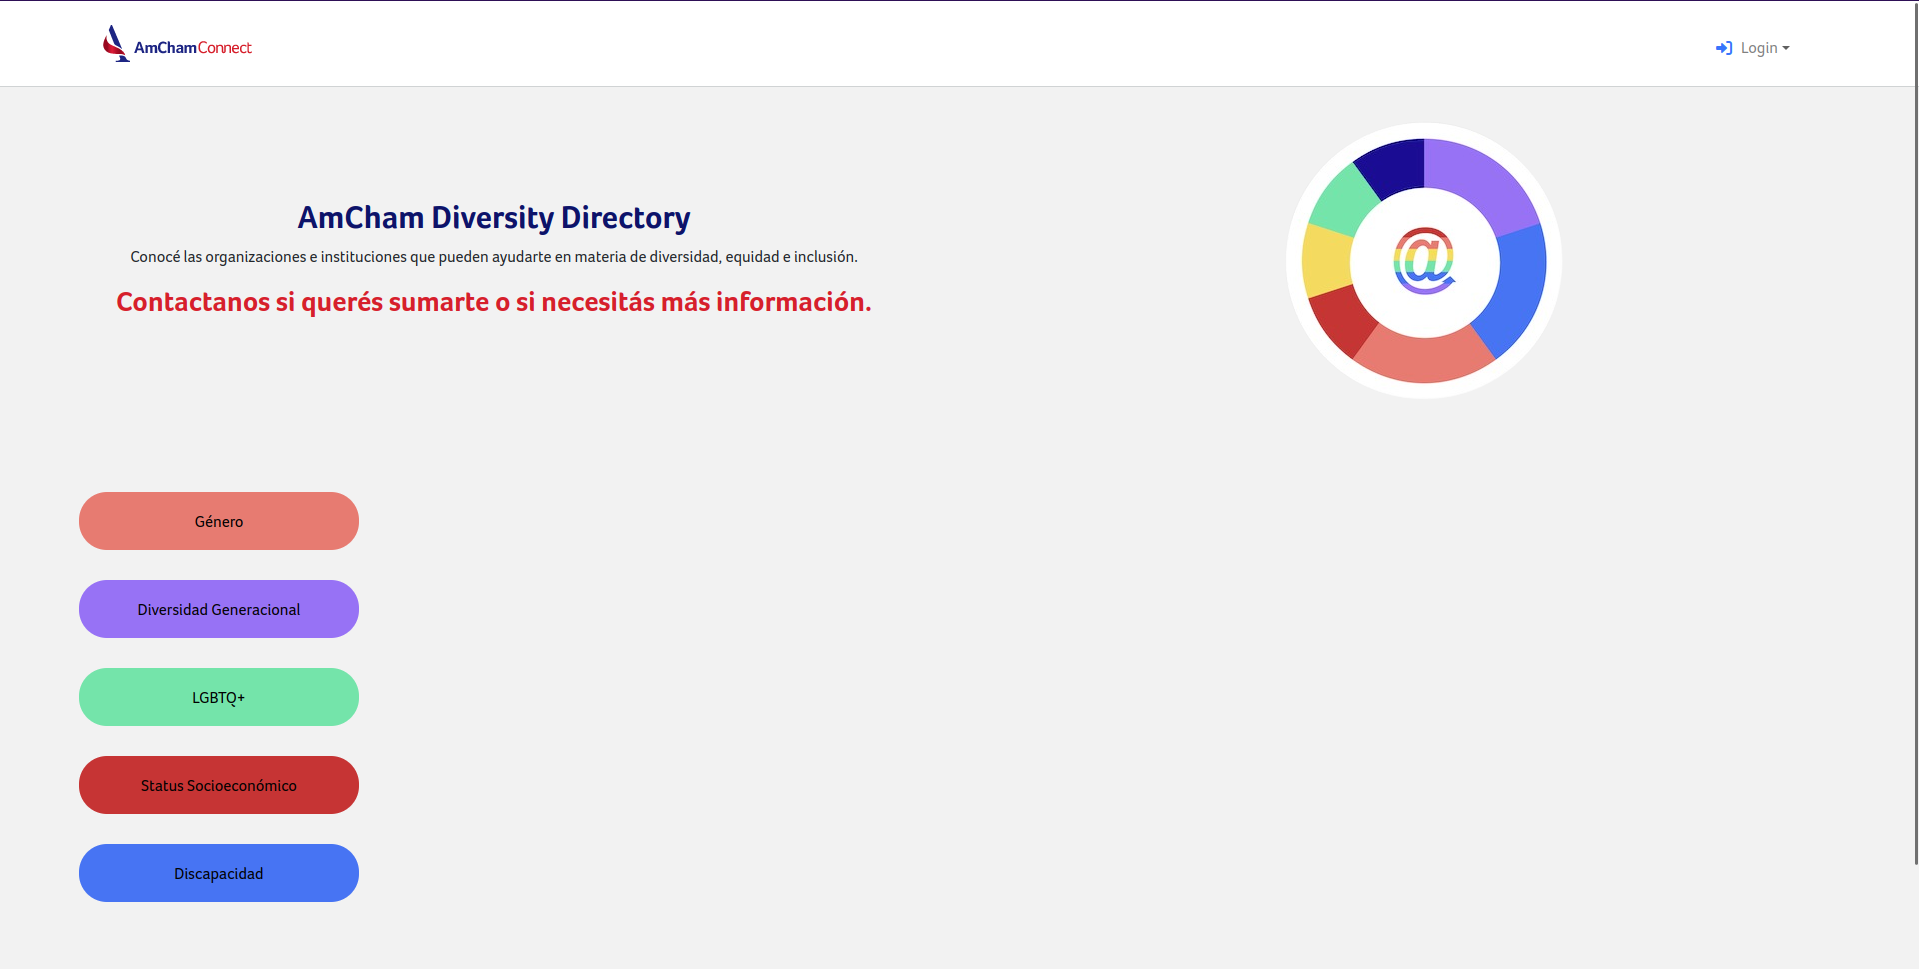 AmChamConnect
Login
AmCham Diversity Directory
Conocé las organizaciones e instituciones que pueden ayudarte en materia de diversidad, equidad e inclusión.
Contactanos si querés sumarte o si necesitás más información.
@
Género
Diversidad Generacional
LGBTQ+
Status Socioeconómico
Discapacidad